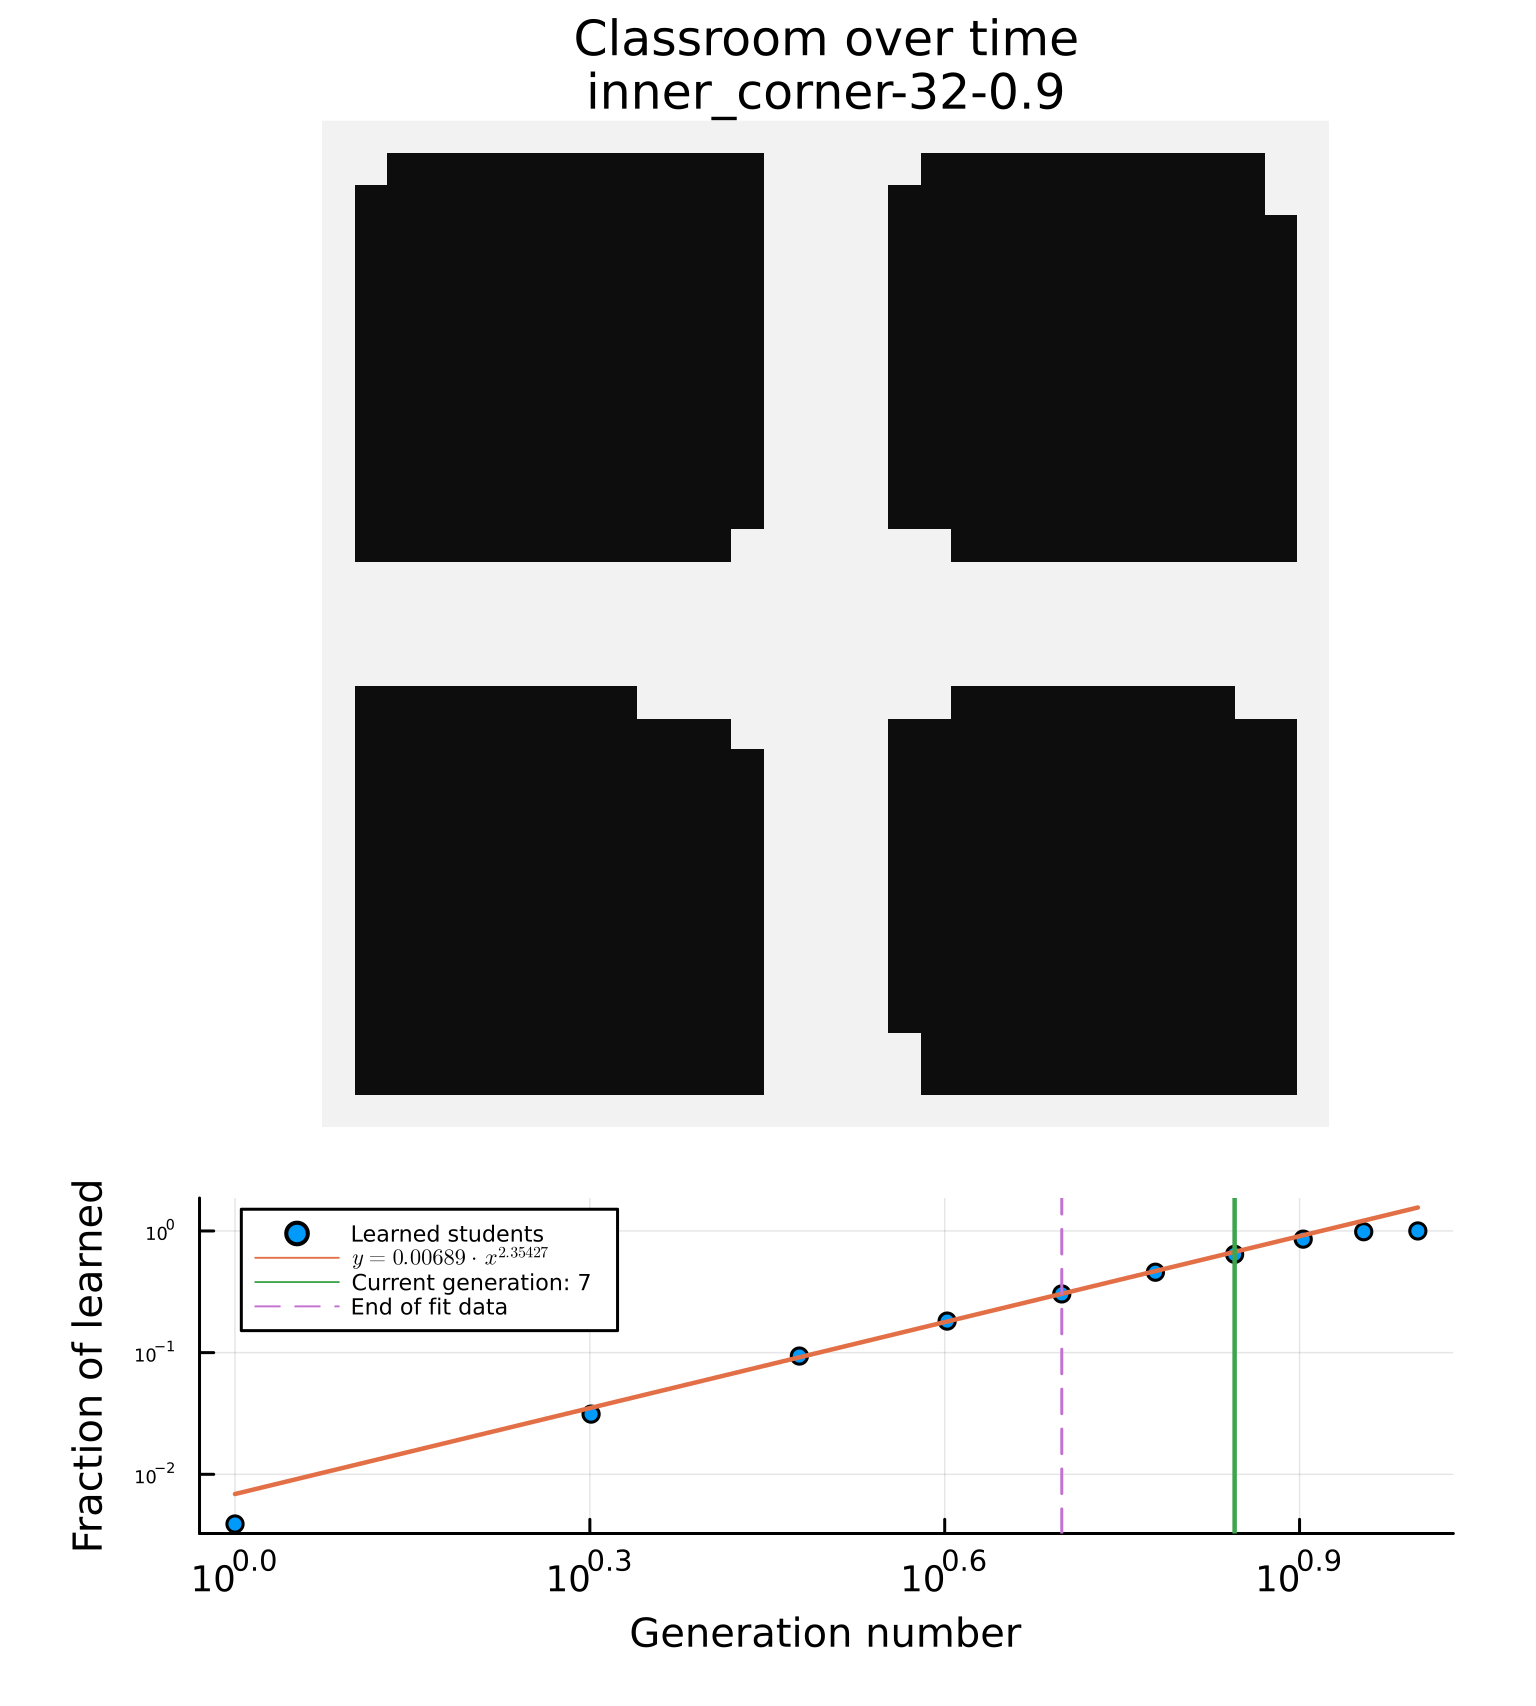 Classroom over time
inner_corner-32-0.9
Fraction of learned
10^0
10^-1
10^-2
Learned students
y = 0.00689 · x^2.35427
Current generation: 7
End of fit data
10^0.0 10^0.3 10^0.6 10^0.9
Generation number